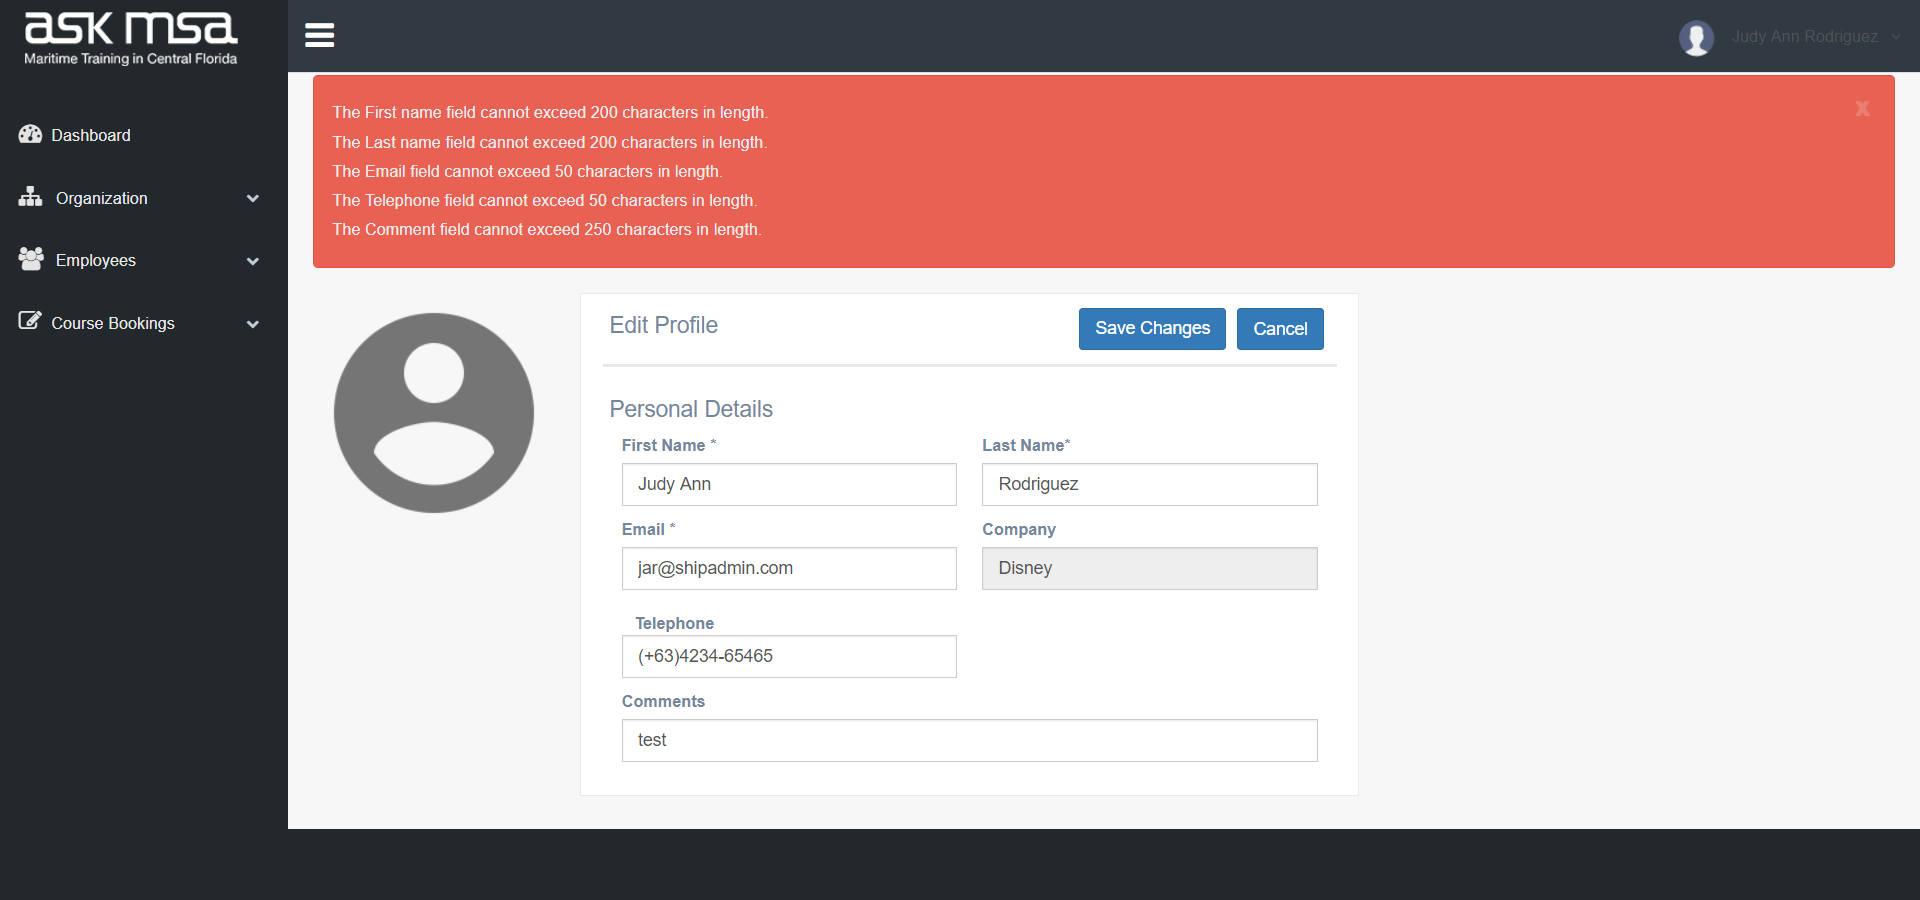 ask msa
Maritime Training in Central Florida
Judy Ann Rodriguez
Dashboard
Organization
Employees
Course Bookings
The First name field cannot exceed 200 characters in length.
The Last name field cannot exceed 200 characters in length.
The Email field cannot exceed 50 characters in length.
The Telephone field cannot exceed 50 characters in length.
The Comment field cannot exceed 250 characters in length.
x
Edit Profile
Save Changes
Cancel
Personal Details
First Name *
Last Name*
Judy Ann
Rodriguez
Email *
Company
jar@shipadmin.com
Disney
Telephone
(+63)4234-65465
Comments
test